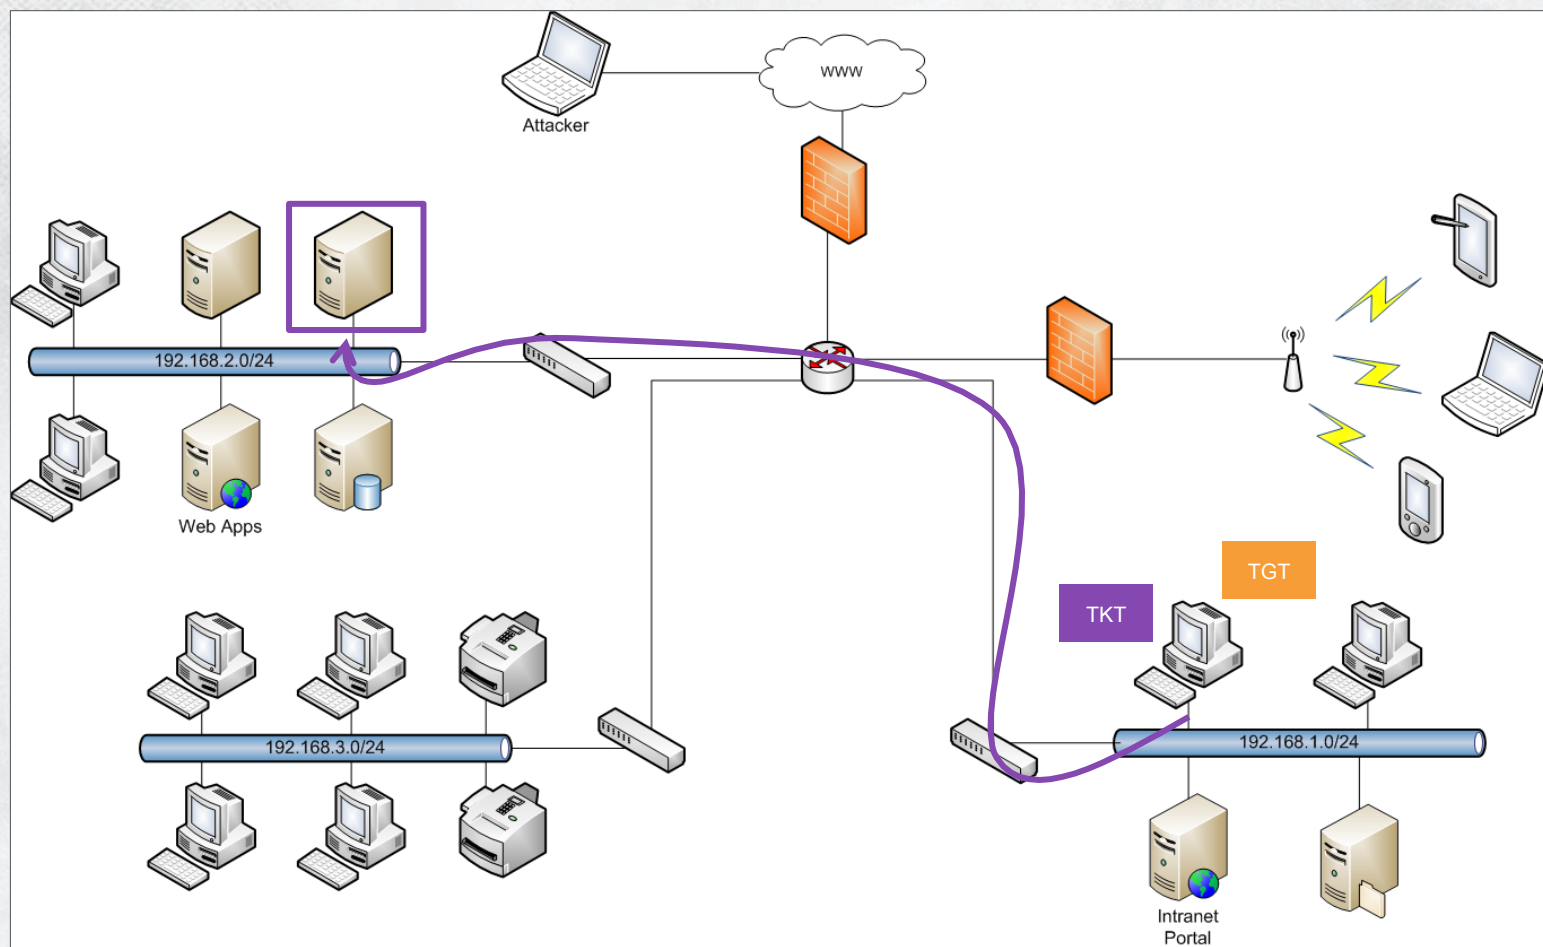 www
Attacker
192.168.2.0/24
Web Apps
TGT
TKT
192.168.3.0/24
192.168.1.0/24
Intranet
Portal